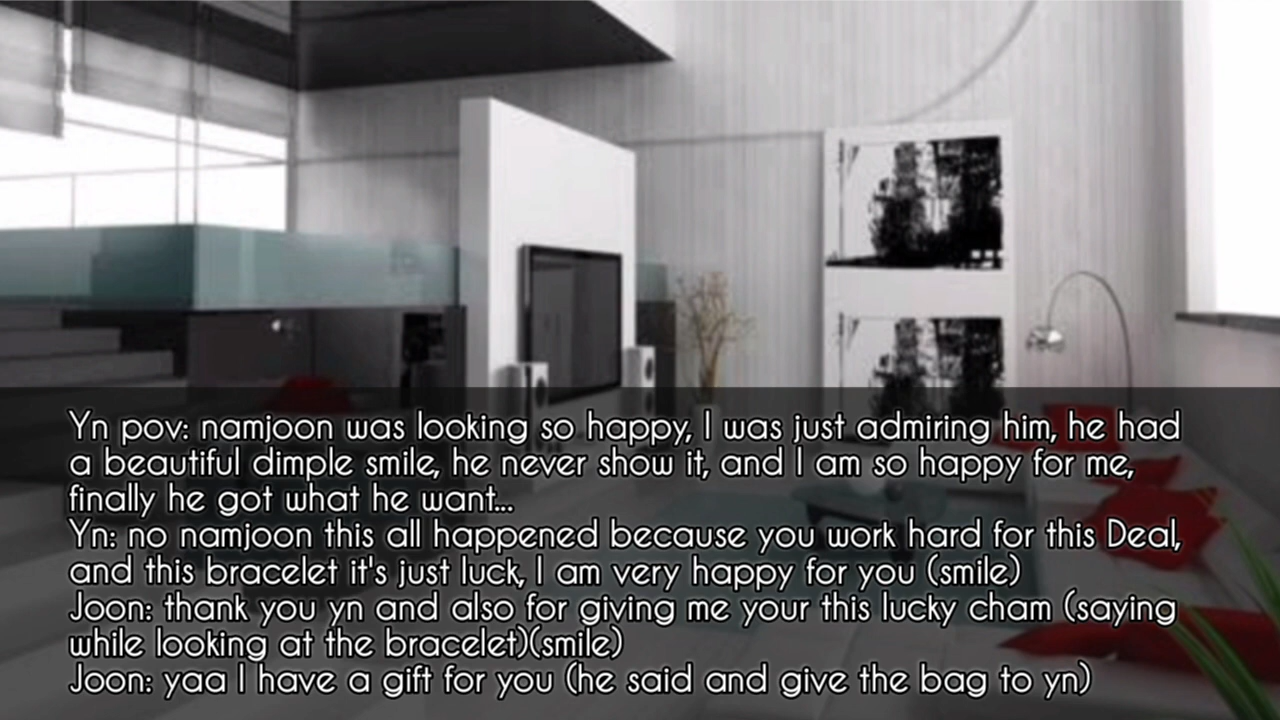 Yn pov: namjoon was looking so happy, I was just admiring him, he had
a beautiful dimple smile, he never show it, and I am so happy for me,
finally he got what he want...
Yn: no namjoon this all happened because you work hard for this Deal,
and this bracelet it's just luck, I am very happy for you (smile)
Joon: thank you yn and also for giving me your this lucky cham (saying
while looking at the bracelet)(smile)
Joon: yaa I have a gift for you (he said and give the bag to yn)